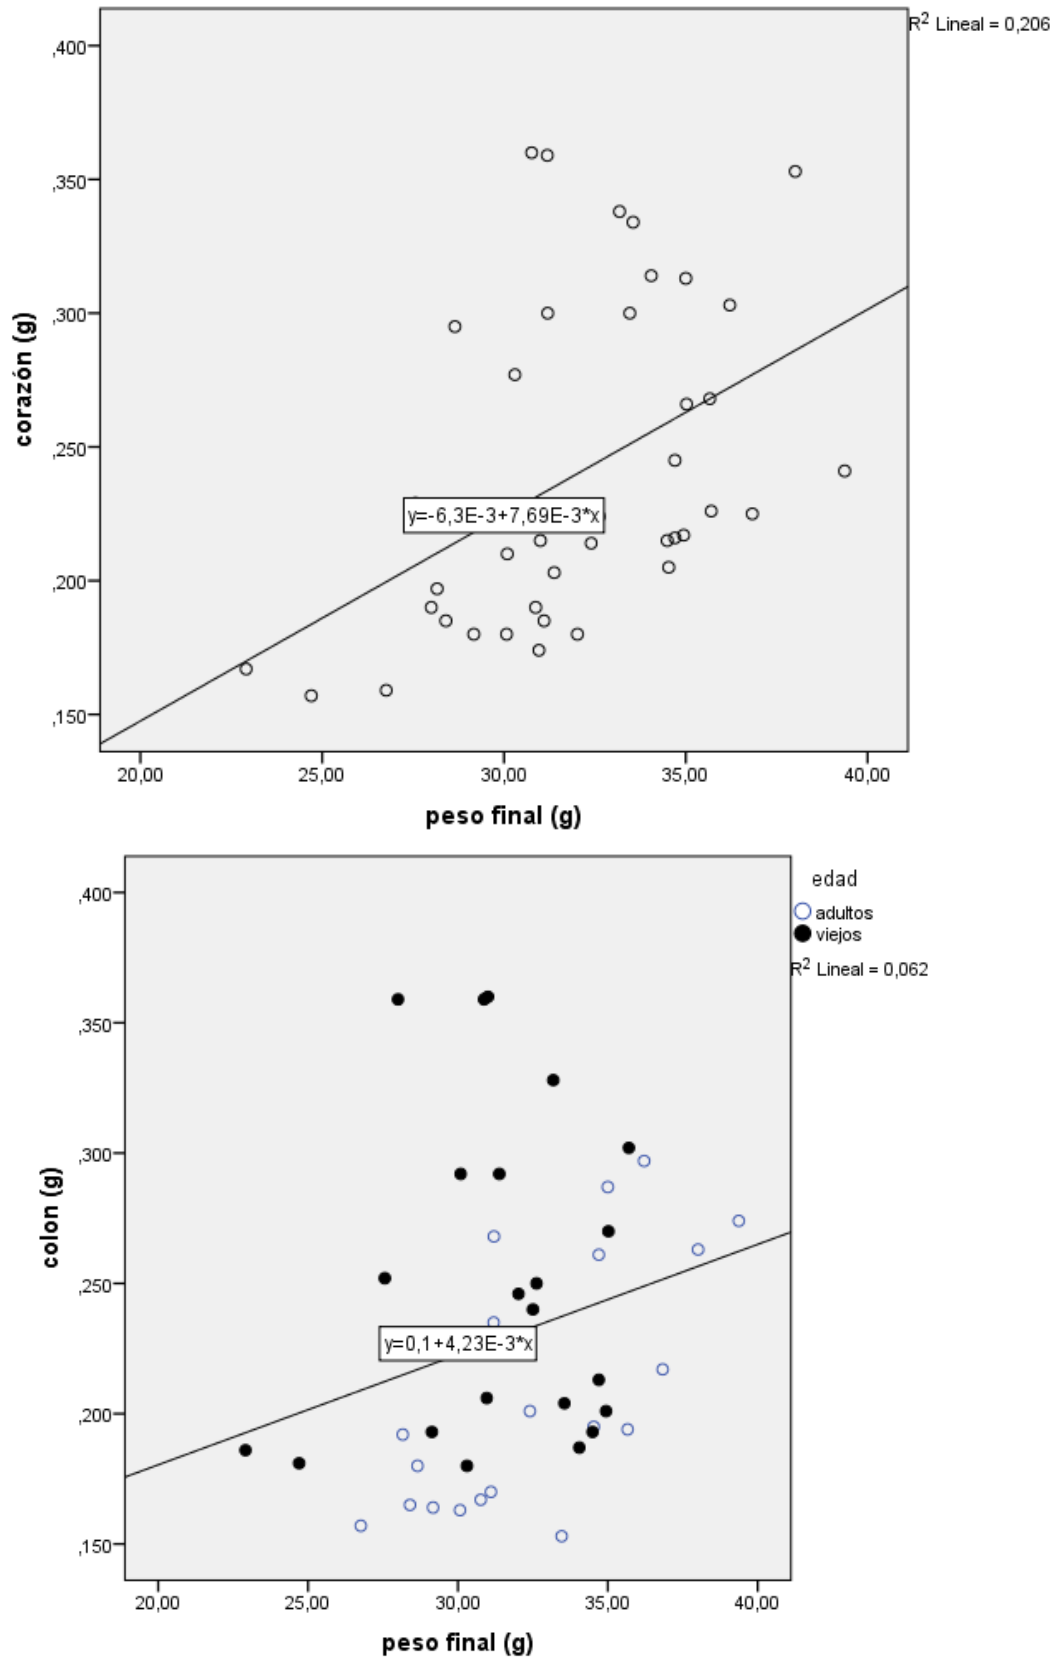 R² Lineal = 0,206
,400
,350
,300
,250
,200
,150
corazón (g)
y=-6,3E-3+7,69E-3*x
20,00 25,00 30,00 35,00 40,00
peso final (g)
edad
adultos
viejos
R² Lineal = 0,062
,400
,350
,300
,250
,200
,150
colon (g)
y=0,1+4,23E-3*x
20,00 25,00 30,00 35,00 40,00
peso final (g)